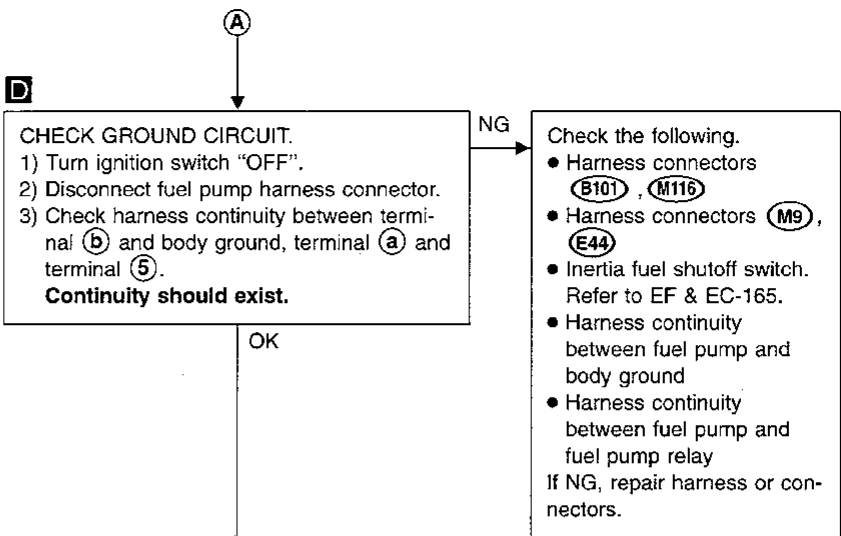 A
D
CHECK GROUND CIRCUIT.
1) Turn ignition switch “OFF”.
2) Disconnect fuel pump harness connector.
3) Check harness continuity between termi-
nal b and body ground, terminal a and
terminal 5.
Continuity should exist.
NG
OK
Check the following.
● Harness connectors
B101 , M116
● Harness connectors M9 ,
E44
● Inertia fuel shutoff switch.
Refer to EF & EC-165.
● Harness continuity
between fuel pump and
body ground
● Harness continuity
between fuel pump and
fuel pump relay
If NG, repair harness or con-
nectors.